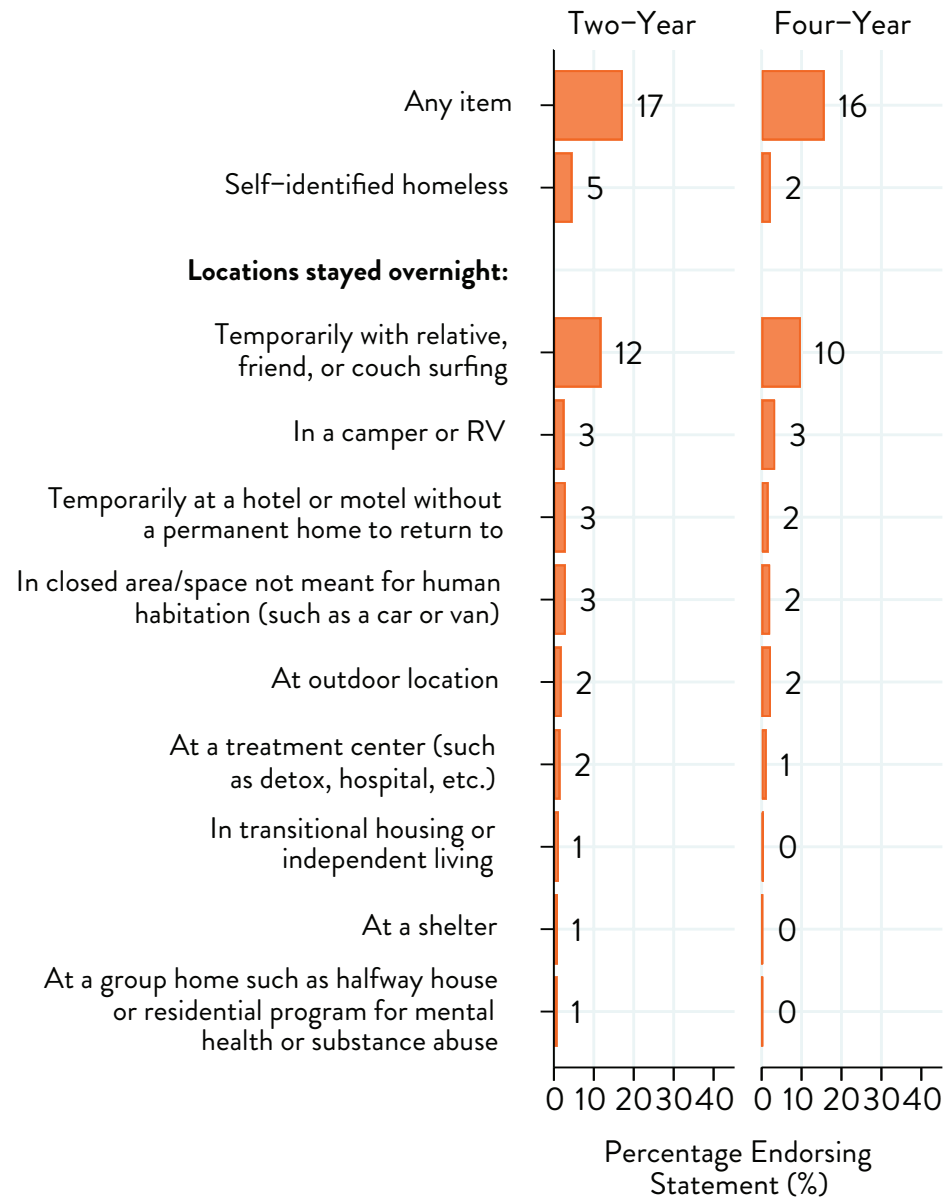 Two–Year Four–Year
Any item 17 16
Self–identified homeless 5 2
Locations stayed overnight:
Temporarily with relative,
friend, or couch surfing 12 10
In a camper or RV 3 3
Temporarily at a hotel or motel without
a permanent home to return to 3 2
In closed area/space not meant for human
habitation (such as a car or van) 3 2
At outdoor location 2 2
At a treatment center (such
as detox, hospital, etc.) 2 1
In transitional housing or
independent living 1 0
At a shelter 1 0
At a group home such as halfway house
or residential program for mental
health or substance abuse 1 0
0 10 20 30 40 0 10 20 30 40
Percentage Endorsing
Statement (%)